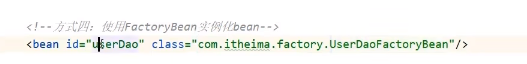 <!--方式四：使用FactoryBean实例化bean-->
<bean id="userDao" class="com.itheima.factory.UserDaoFactoryBean"/>